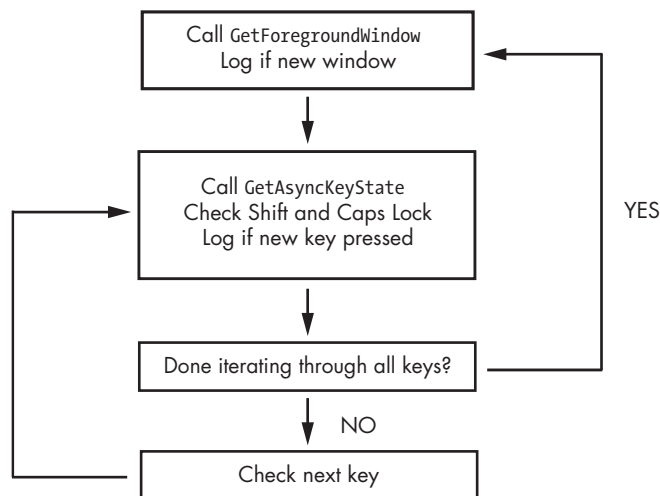 Call GetForegroundWindow
Log if new window
Call GetAsyncKeyState
Check Shift and Caps Lock
Log if new key pressed
YES
Done iterating through all keys?
NO
Check next key